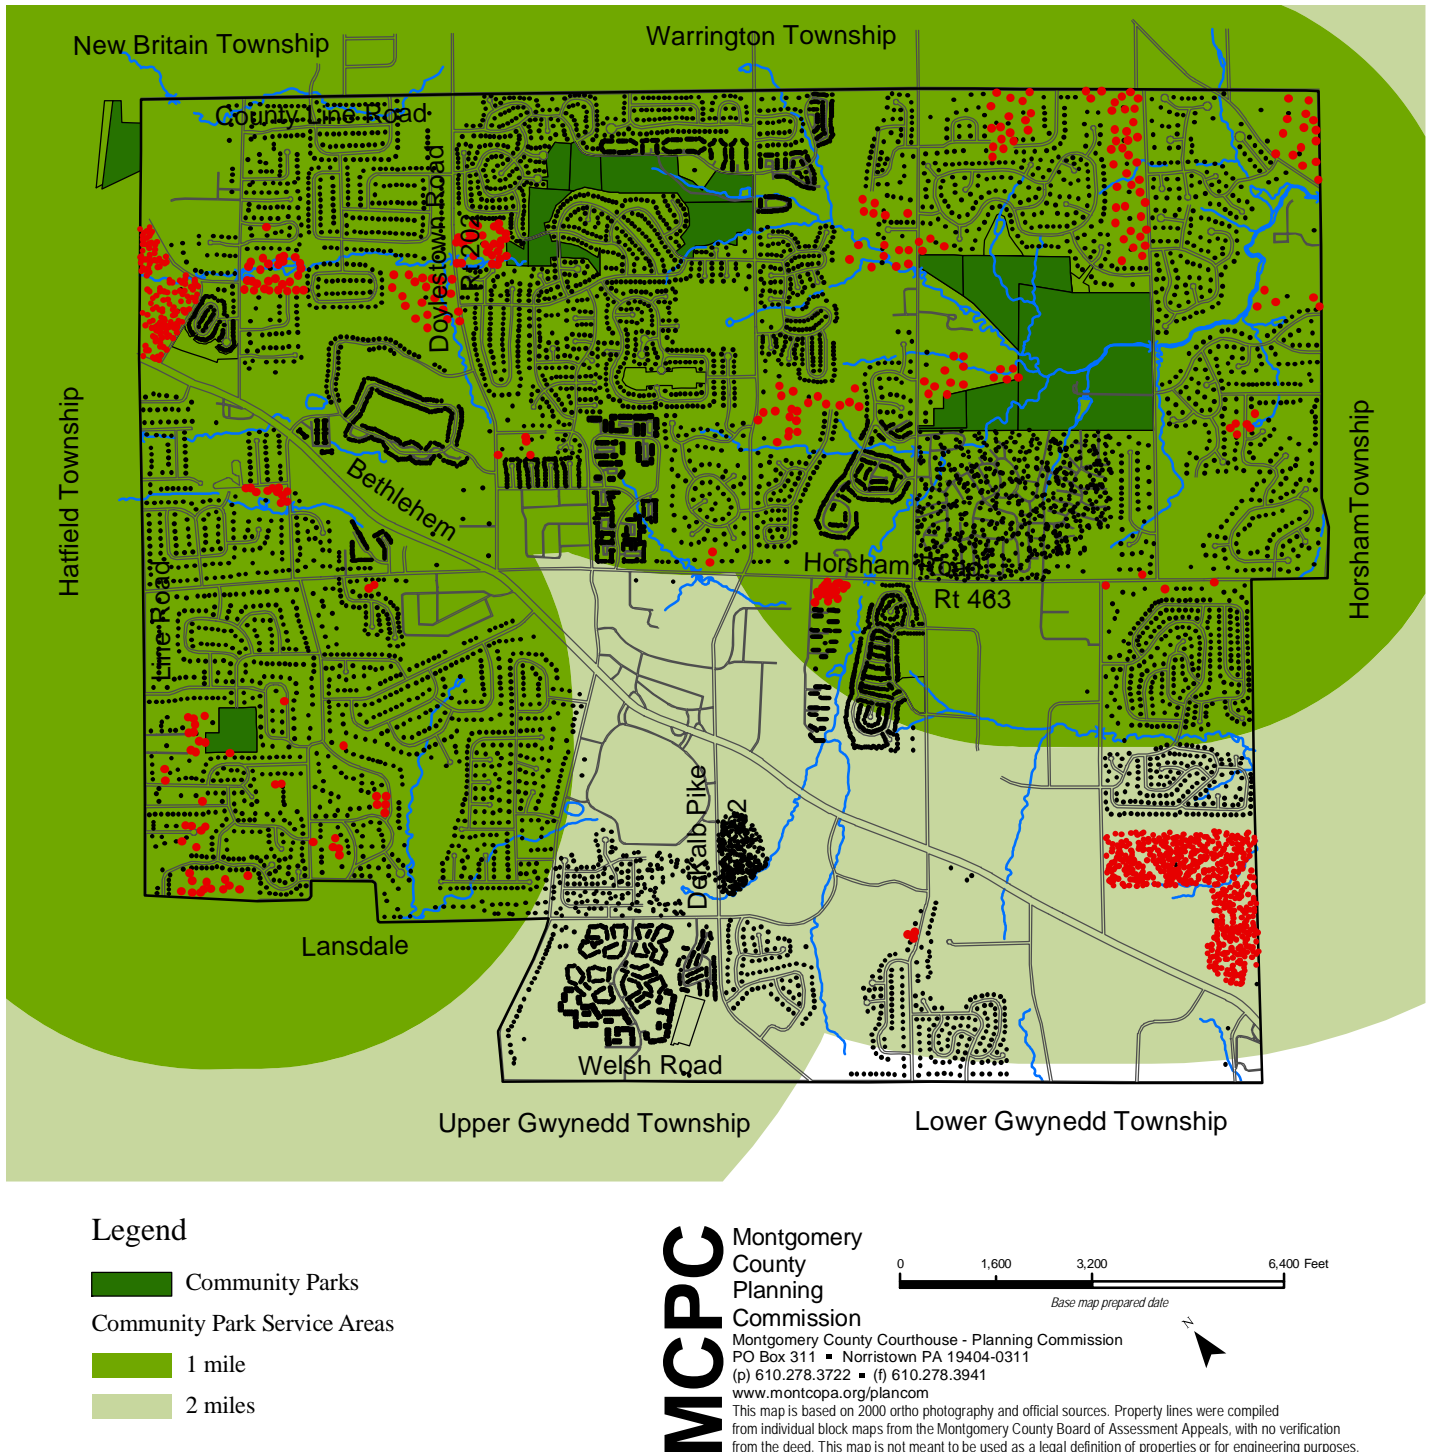 New Britain Township
Warrington Township
County Line Road
Doylestown Road
Rt 202
Hatfield Township
Bethlehem
Line Road
Horsham Road
Rt 463
HorshamTownship
DeKalb Pike
Lansdale
Welsh Road
Upper Gwynedd Township
Lower Gwynedd Township
Legend
Community Parks
Community Park Service Areas
1 mile
2 miles
MCPC
Montgomery
County
Planning
Commission
0 1,600 3,200 6,400 Feet
Base map prepared date
N
Montgomery County Courthouse - Planning Commission
PO Box 311 ▪ Norristown PA 19404-0311
(p) 610.278.3722 ▪ (f) 610.278.3941
www.montcopa.org/plancom
This map is based on 2000 ortho photography and official sources. Property lines were compiled
from individual block maps from the Montgomery County Board of Assessment Appeals, with no verification
from the deed. This map is not meant to be used as a legal definition of properties or for engineering purposes.